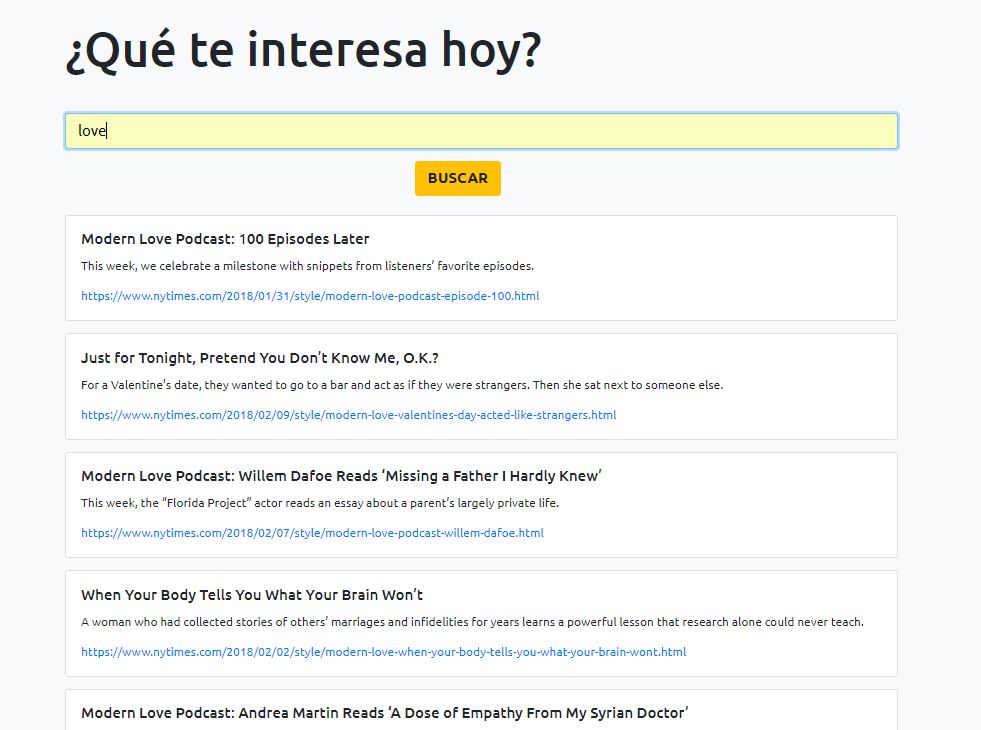 ¿Qué te interesa hoy?
love
BUSCAR
Modern Love Podcast: 100 Episodes Later
This week, we celebrate a milestone with snippets from listeners’ favorite episodes.
https://www.nytimes.com/2018/01/31/style/modern-love-podcast-episode-100.html
Just for Tonight, Pretend You Don’t Know Me, O.K.?
For a Valentine’s date, they wanted to go to a bar and act as if they were strangers. Then she sat next to someone else.
https://www.nytimes.com/2018/02/09/style/modern-love-valentines-day-acted-like-strangers.html
Modern Love Podcast: Willem Dafoe Reads ‘Missing a Father I Hardly Knew’
This week, the “Florida Project” actor reads an essay about a parent’s largely private life.
https://www.nytimes.com/2018/02/07/style/modern-love-podcast-willem-dafoe.html
When Your Body Tells You What Your Brain Won’t
A woman who had collected stories of others’ marriages and infidelities for years learns a powerful lesson that research alone could never teach.
https://www.nytimes.com/2018/02/02/style/modern-love-when-your-body-tells-you-what-your-brain-wont.html
Modern Love Podcast: Andrea Martin Reads ‘A Dose of Empathy From My Syrian Doctor’